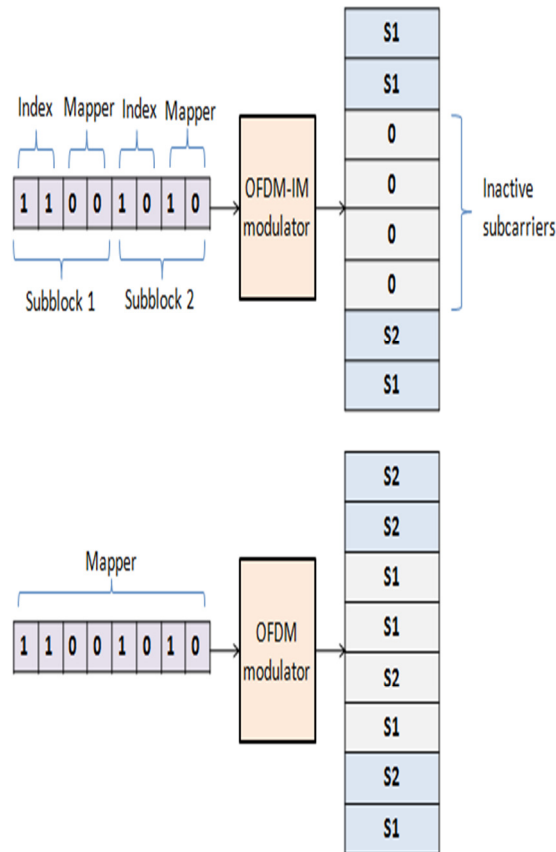 Index Mapper Index Mapper
1 1 0 0 1 0 1 0
Subblock 1
Subblock 2
OFDM-IM
modulator
S1
S1
0
0
0
0
S2
S1
Inactive
subcarriers
Mapper
1 1 0 0 1 0 1 0
OFDM
modulator
S2
S2
S1
S1
S2
S1
S2
S1